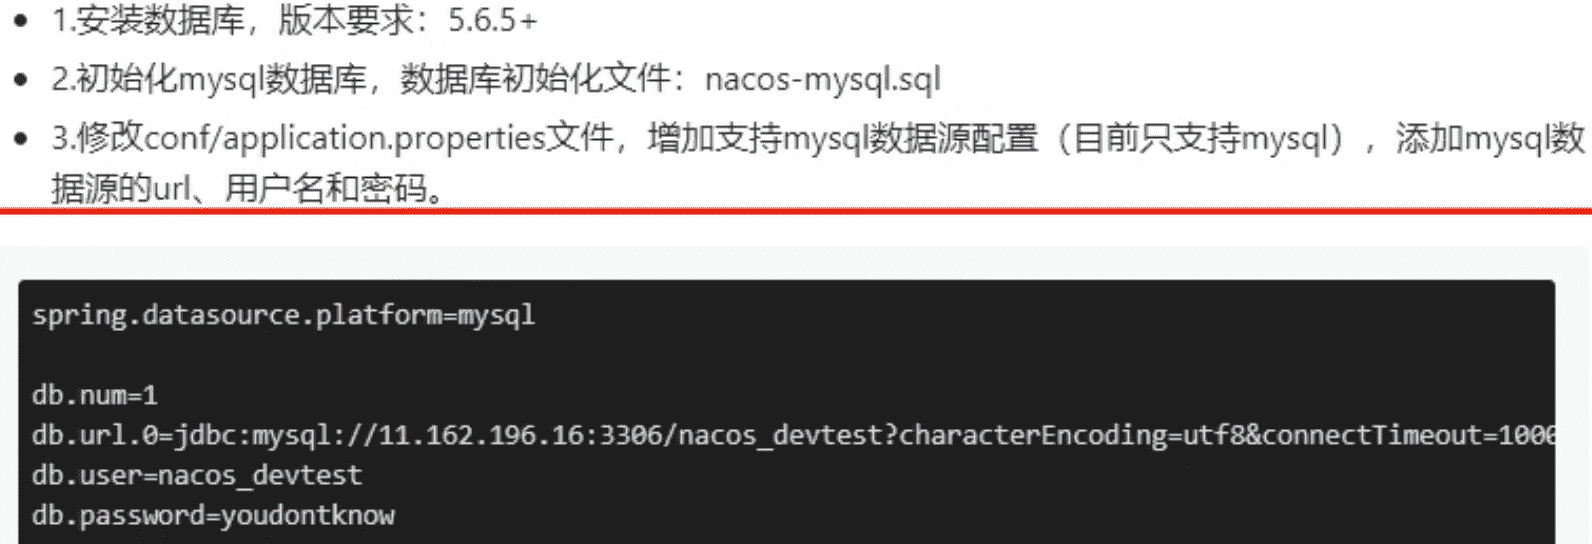 • 1.安装数据库，版本要求：5.6.5+
• 2.初始化mysql数据库，数据库初始化文件：nacos-mysql.sql
• 3.修改conf/application.properties文件，增加支持mysql数据源配置（目前只支持mysql），添加mysql数
据源的url、用户名和密码。
spring.datasource.platform=mysql
db.num=1
db.url.0=jdbc:mysql://11.162.196.16:3306/nacos_devtest?characterEncoding=utf8&connectTimeout=1000
db.user=nacos_devtest
db.password=youdontknow